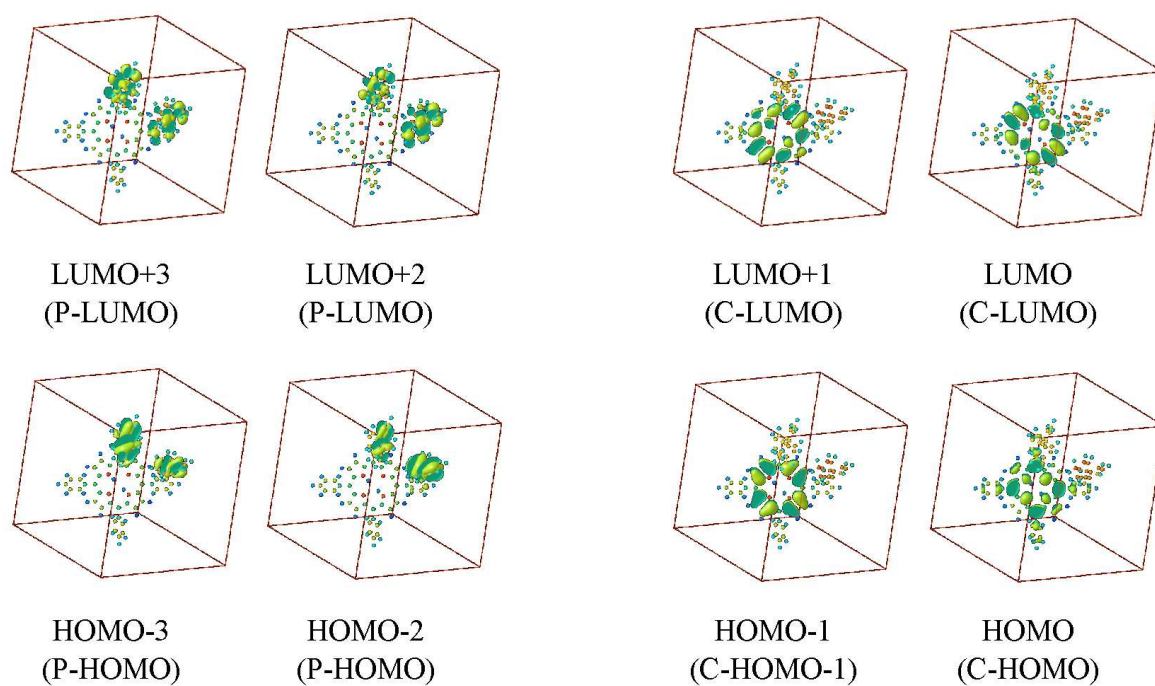 LUMO+3
(P-LUMO)
LUMO+2
(P-LUMO)
LUMO+1
(C-LUMO)
LUMO
(C-LUMO)
HOMO-3
(P-HOMO)
HOMO-2
(P-HOMO)
HOMO-1
(C-HOMO-1)
HOMO
(C-HOMO)